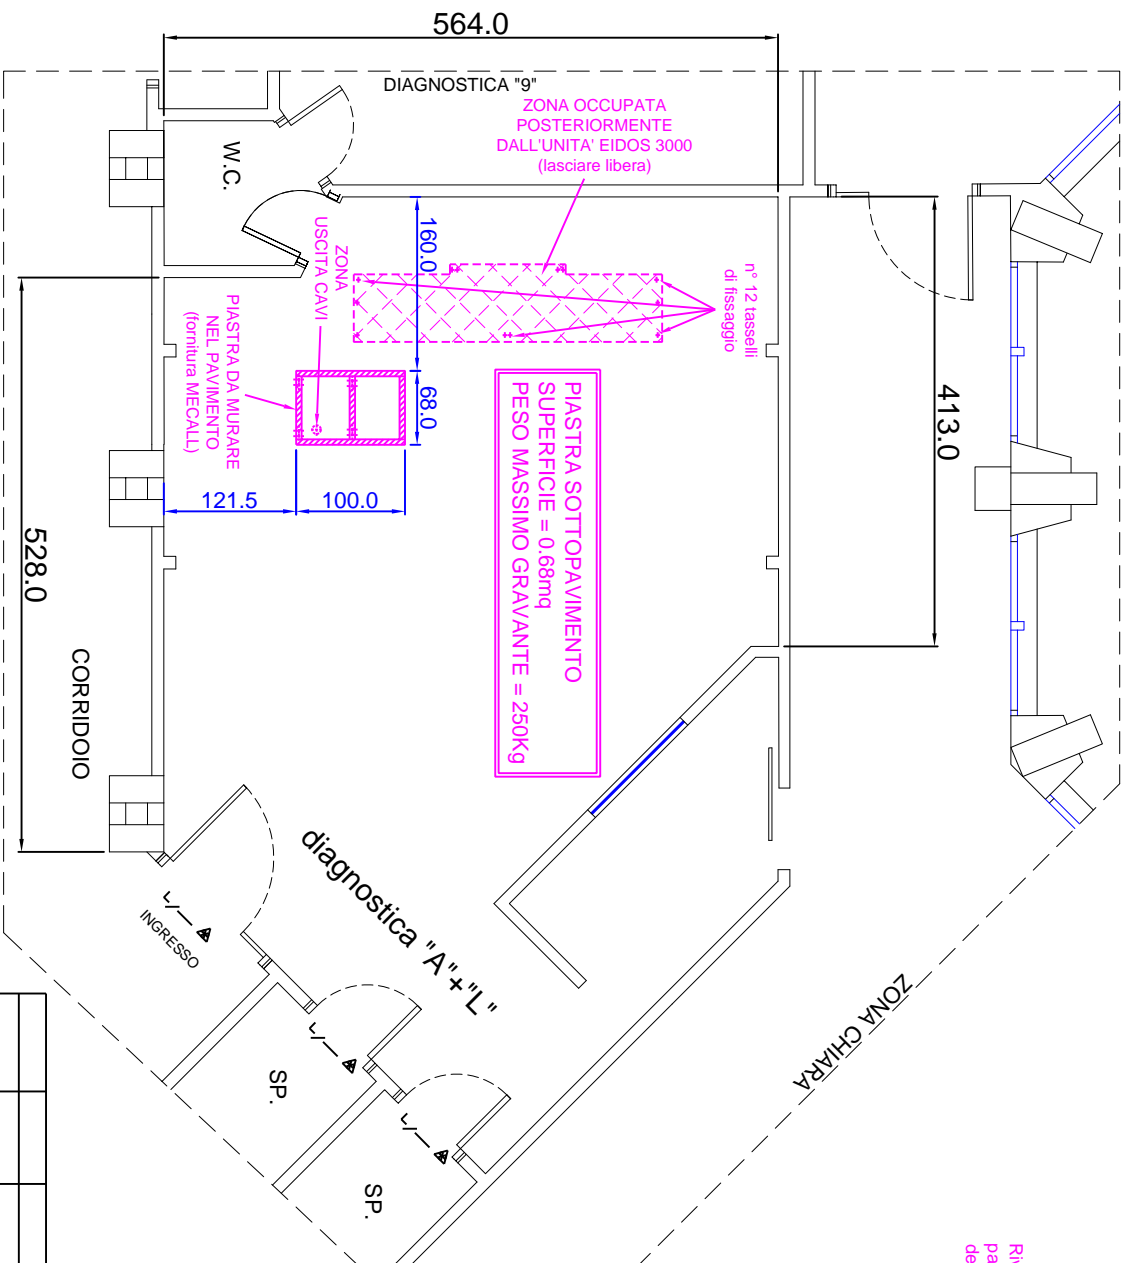 564.0
DIAGNOSTICA "9"
ZONA OCCUPATA
POSTERIORMENTE
DALL'UNITA' EIDOS 3000
(lasciare libera)
W.C.
160.0
ZONA
USCITA CAVI
n° 12 tasselli
di fissaggio
PIASTRA DA MURARE
NEL PAVIMENTO
(fornitura MECALL)
68.0
413.0
PIASTRA SOTTOPAVIMENTO
SUPERFICIE = 0.68mq
PESO MASSIMO GRAVANTE = 250Kg
121.5
100.0
528.0
CORRIDOIO
diagnostica "A"+"L"
INGRESSO
ZONA CHIARA
SP.
SP.